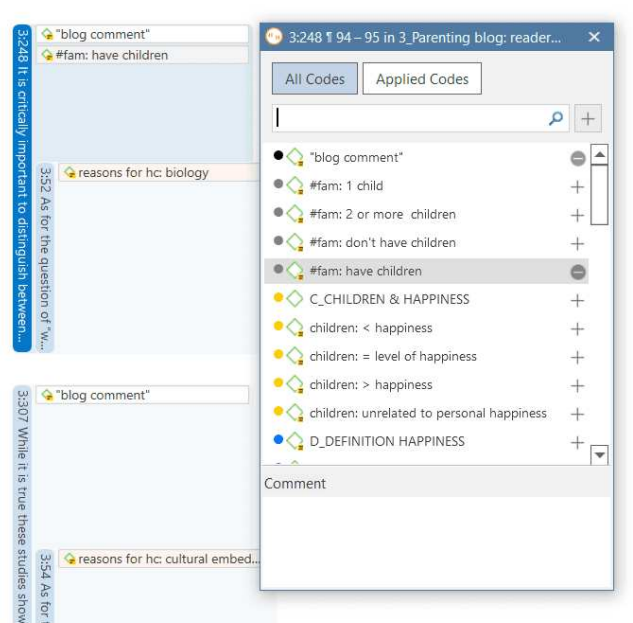 3:248 It is critically important to distinguish between...
"blog comment"
#fam: have children
3:52 As for the question of "w...
reasons for hc: biology
3:307 While it is true these studies show
"blog comment"
3:54 As for
reasons for hc: cultural embed...
3:248 ¶ 94 – 95 in 3_Parenting blog: reader...
All Codes Applied Codes
"blog comment"
#fam: 1 child
#fam: 2 or more children
#fam: don't have children
#fam: have children
C_CHILDREN & HAPPINESS
children: < happiness
children: = level of happiness
children: > happiness
children: unrelated to personal happiness
D_DEFINITION HAPPINESS
Comment